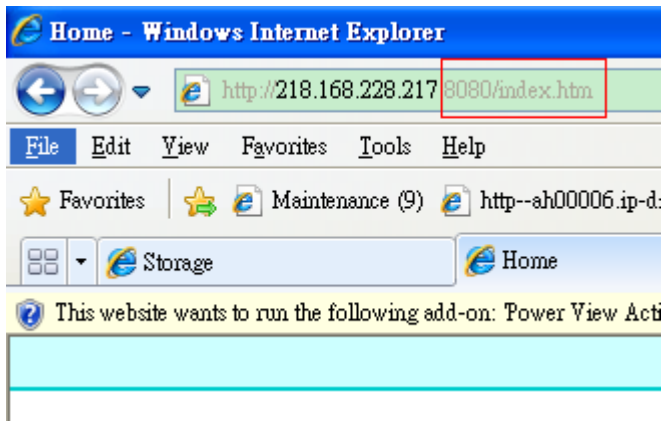 Home - Windows Internet Explorer
http://218.168.228.217:8080/index.htm
File Edit View Favorites Tools Help
Favorites Maintenance (9) http--ah00006.ip-d
Storage Home
This website wants to run the following add-on: 'Power View Acti